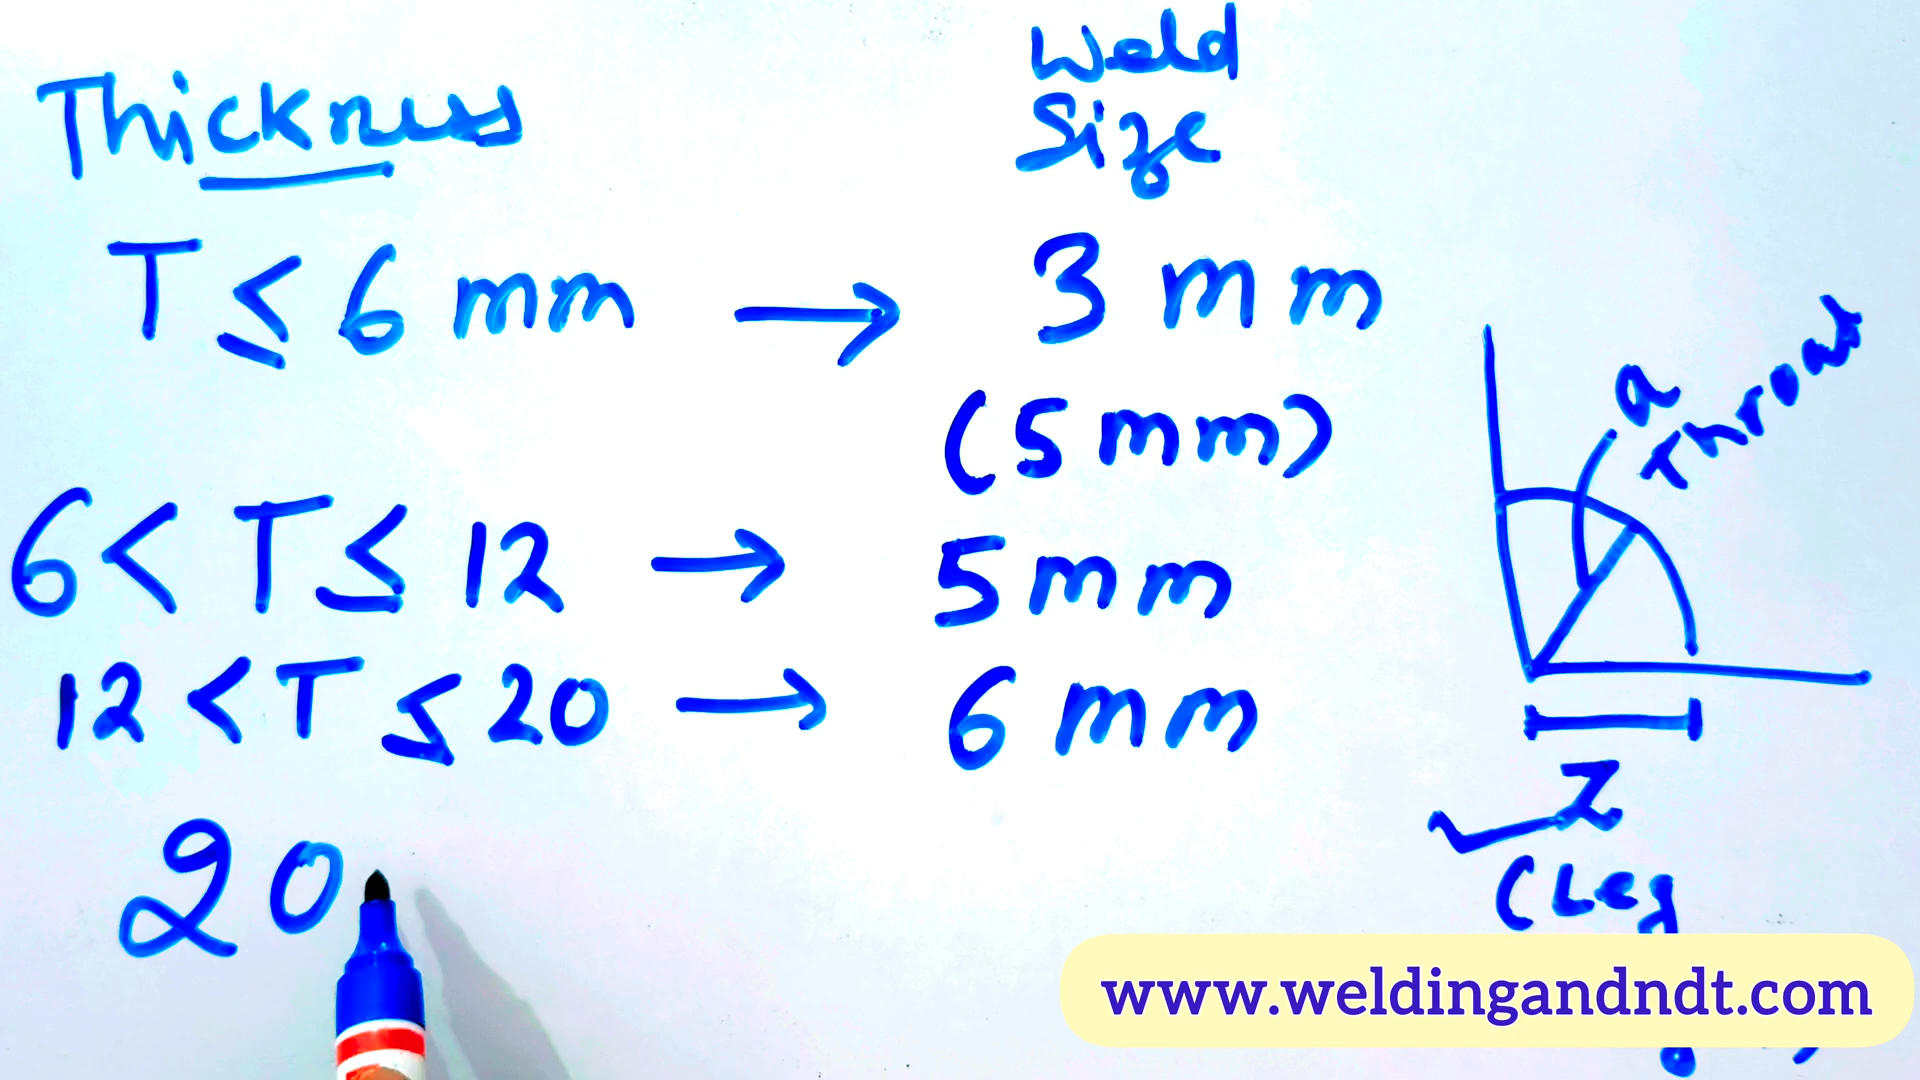 Thickness
Weld
Size
T ≤ 6 mm → 3 mm
(5 mm)
6 < T ≤ 12 → 5 mm
12 < T ≤ 20 → 6 mm
20
a
Throat
Z
(Leg
www.weldingandndt.com